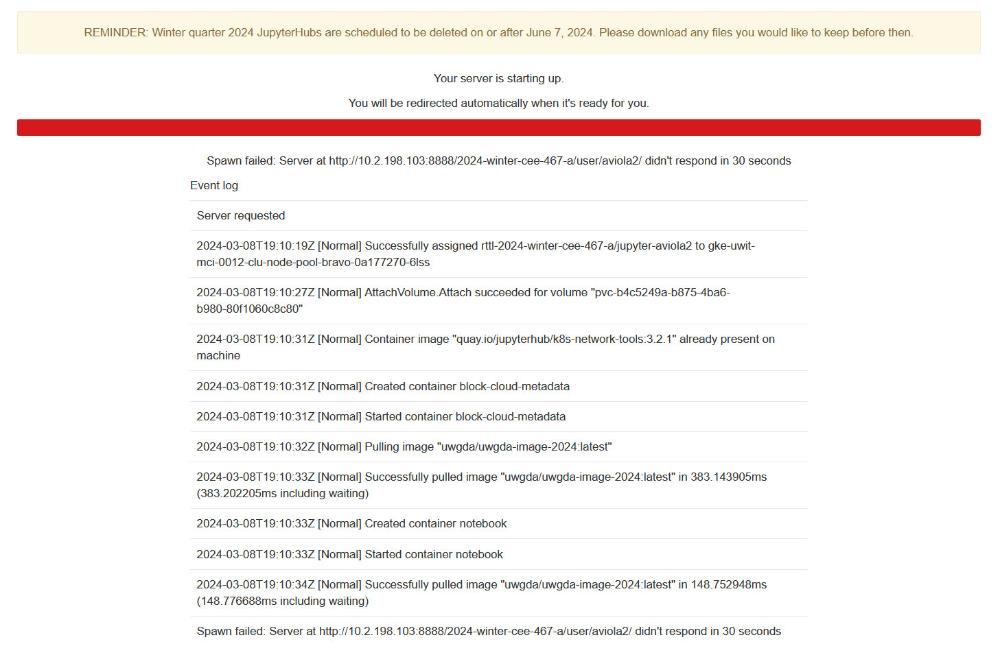 REMINDER: Winter quarter 2024 JupyterHubs are scheduled to be deleted on or after June 7, 2024. Please download any files you would like to keep before then.
Your server is starting up.
You will be redirected automatically when it's ready for you.
Spawn failed: Server at http://10.2.198.103:8888/2024-winter-cee-467-a/user/aviola2/ didn't respond in 30 seconds
Event log
Server requested
2024-03-08T19:10:19Z [Normal] Successfully assigned rttl-2024-winter-cee-467-a/jupyter-aviola2 to gke-uwit-
mci-0012-clu-node-pool-bravo-0a177270-6lss
2024-03-08T19:10:27Z [Normal] AttachVolume.Attach succeeded for volume "pvc-b4c5249a-b875-4ba6-
b980-80f1060c8c80"
2024-03-08T19:10:31Z [Normal] Container image "quay.io/jupyterhub/k8s-network-tools:3.2.1" already present on
machine
2024-03-08T19:10:31Z [Normal] Created container block-cloud-metadata
2024-03-08T19:10:31Z [Normal] Started container block-cloud-metadata
2024-03-08T19:10:32Z [Normal] Pulling image "uwgda/uwgda-image-2024:latest"
2024-03-08T19:10:33Z [Normal] Successfully pulled image "uwgda/uwgda-image-2024:latest" in 383.143905ms
(383.202205ms including waiting)
2024-03-08T19:10:33Z [Normal] Created container notebook
2024-03-08T19:10:33Z [Normal] Started container notebook
2024-03-08T19:10:34Z [Normal] Successfully pulled image "uwgda/uwgda-image-2024:latest" in 148.752948ms
(148.776688ms including waiting)
Spawn failed: Server at http://10.2.198.103:8888/2024-winter-cee-467-a/user/aviola2/ didn't respond in 30 seconds